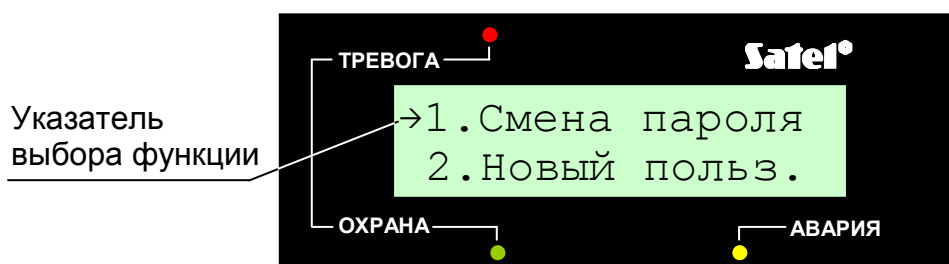 ТРЕВОГА
Satel®
Указатель
выбора функции
→1.Смена пароля
2.Новый польз.
ОХРАНА
АВАРИЯ